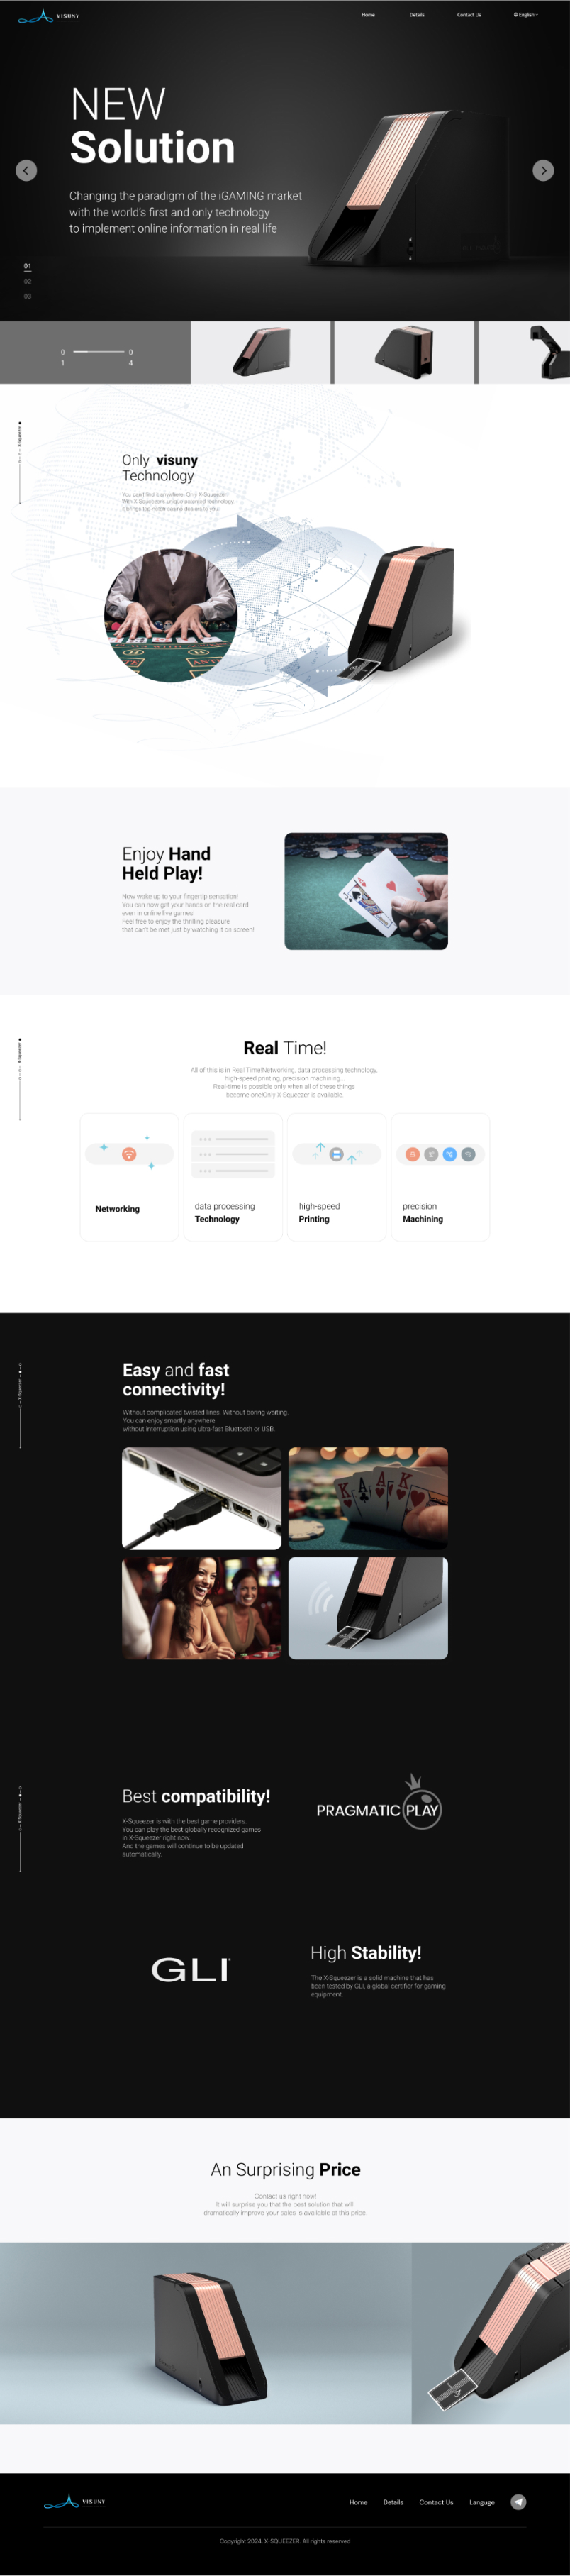 VISUNY
Home
Details
Contact Us
English
NEW
Solution
Changing the paradigm of the iGAMING market
with the world's first and only technology
to implement online information in real life
01
02
03
0
1
0
4
X-Squeezer
Only visuny
Technology
You can't find it anywhere. Only X-Squeezer!
With X-Squeezer's unique patented technology
it brings top-notch casino dealers to you.
Enjoy Hand
Held Play!
Now wake up to your fingertip sensation!
You can now get your hands on the real card
even in online live games!
Feel free to enjoy the thrilling pleasure
that can't be met just by watching it on screen!
X-Squeezer
Real Time!
All of this is in Real Time!Networking, data processing technology,
high-speed printing, precision machining...
Real-time is possible only when all of these things
become one!Only X-Squeezer is available.
Networking
data processing
Technology
high-speed
Printing
precision
Machining
X-Squeezer
Easy and fast
connectivity!
Without complicated twisted lines. Without boring waiting.
You can enjoy smartly anywhere
without interruption using ultra-fast Bluetooth or USB.
X-Squeezer
Best compatibility!
X-Squeezer is with the best game providers.
You can play the best globally recognized games
in X-Squeezer right now.
And the games will continue to be updated
automatically.
PRAGMATIC PLAY
GLI
High Stability!
The X-Squeezer is a solid machine that has
been tested by GLI, a global certifier for gaming
equipment.
An Surprising Price
Contact us right now!
It will surprise you that the best solution that will
dramatically improve your sales is available at this price.
VISUNY
Home
Details
Contact Us
Languge
Copyright 2024. X-SQUEEZER. All rights reserved